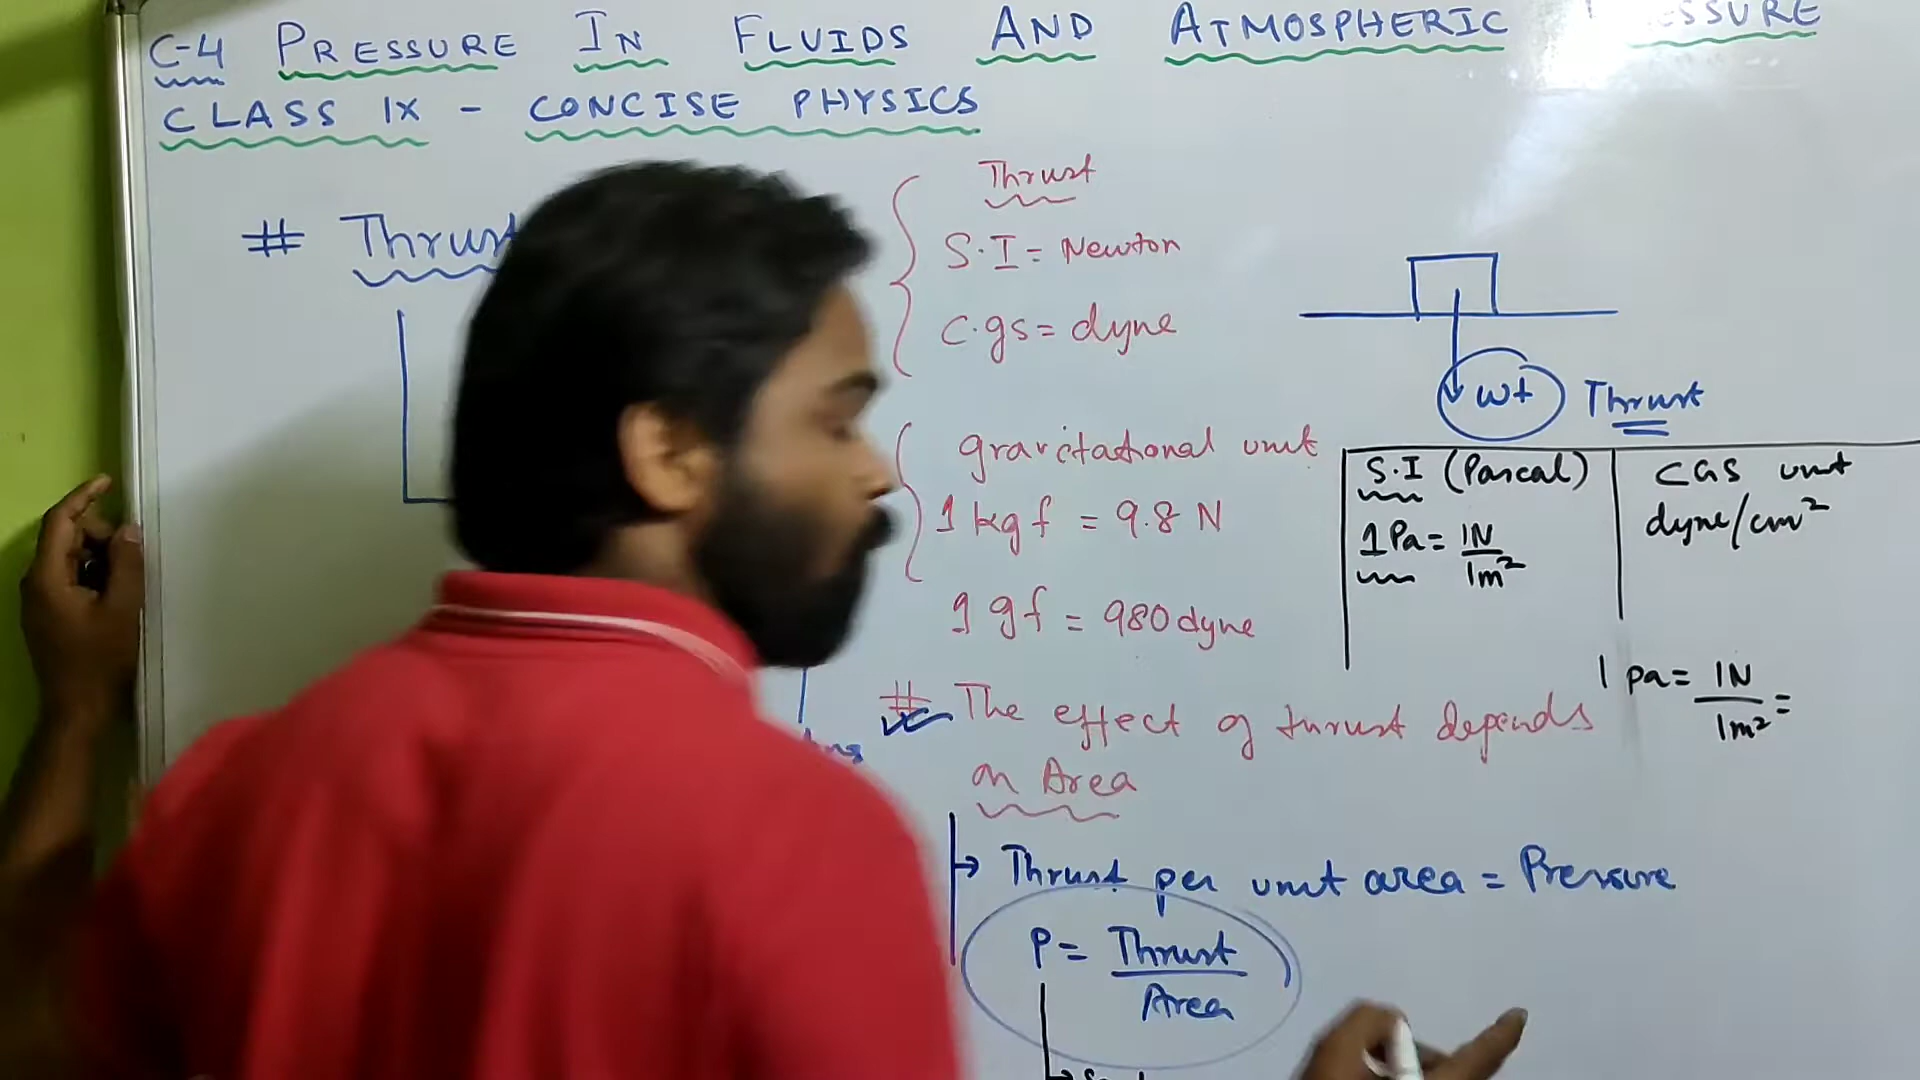 C-4 PRESSURE IN FLUIDS AND ATMOSPHERIC PRESSURE
CLASS IX - CONCISE PHYSICS
# Thrust
Thrust
S.I = Newton
C.gs = dyne
gravitational unit
1 kgf = 9.8 N
1 gf = 980 dyne
wt Thrust
S.I (Pascal)
1 Pa = 1N/1m²
CGS unit
dyne/cm²
1 pa = 1N/1m² =
# The effect of thrust depends
on Area
→ Thrust per unit area = Pressure
P = Thrust/Area